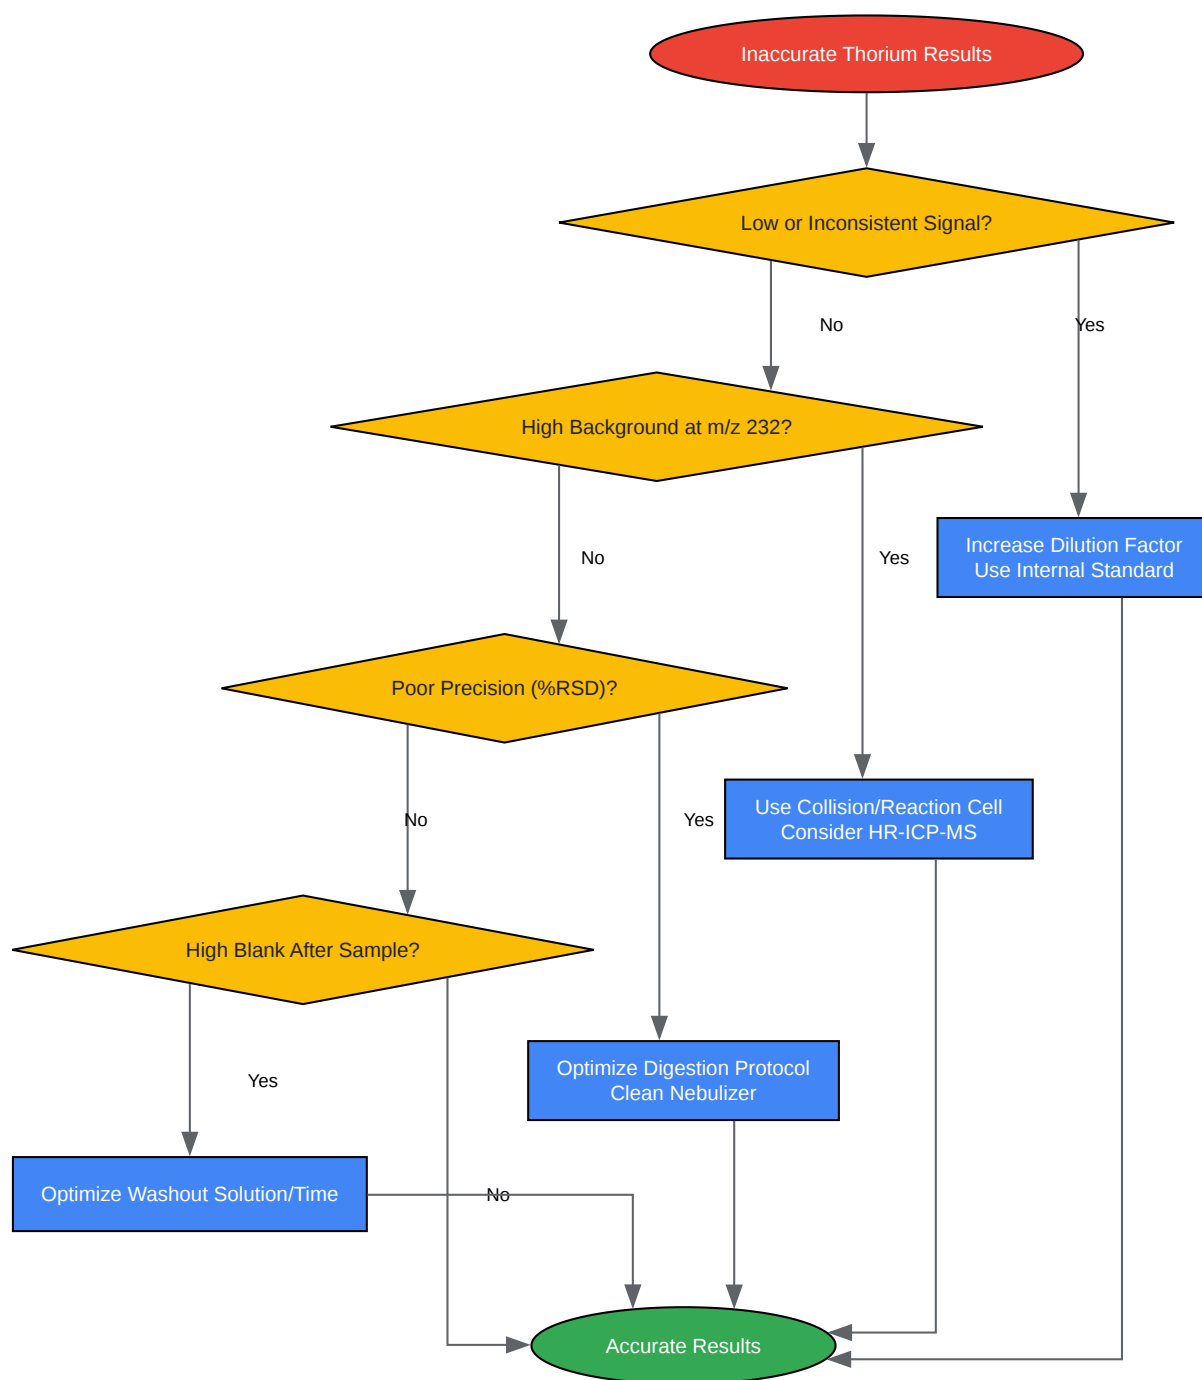 Inaccurate Thorium Results
Low or Inconsistent Signal?
No
Yes
High Background at m/z 232?
No
Yes
Increase Dilution Factor
Use Internal Standard
Poor Precision (%RSD)?
No
Yes
Use Collision/Reaction Cell
Consider HR-ICP-MS
High Blank After Sample?
Yes
Optimize Digestion Protocol
Clean Nebulizer
Optimize Washout Solution/Time
No
Accurate Results